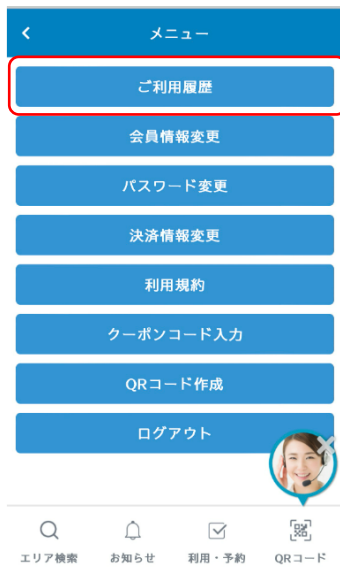 メニュー
ご利用履歴
会員情報変更
パスワード変更
決済情報変更
利用規約
クーポンコード入力
QRコード作成
ログアウト
エリア検索 お知らせ 利用・予約 QRコード